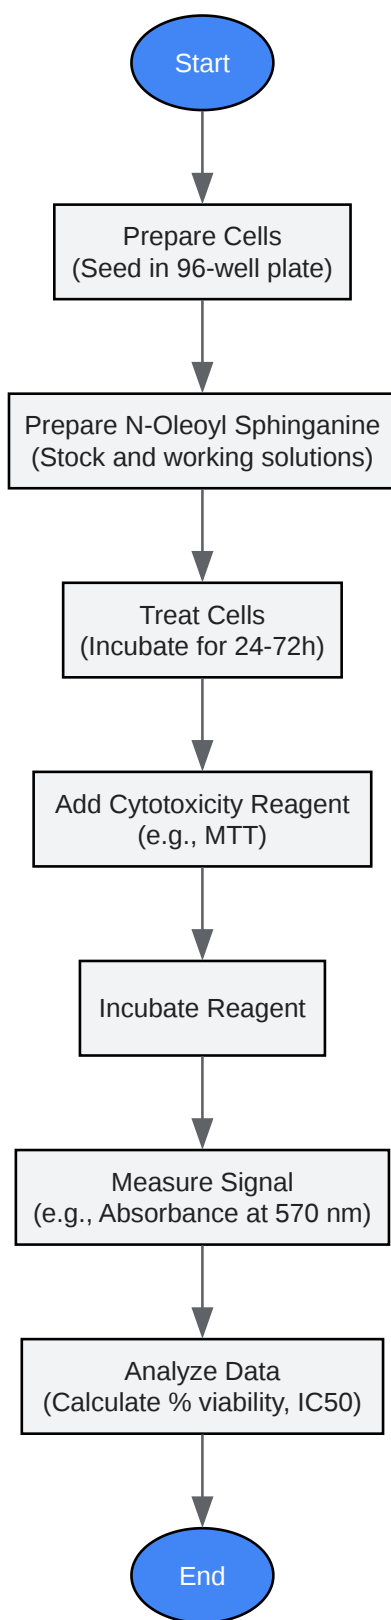 Start
Prepare Cells
(Seed in 96-well plate)
Prepare N-Oleoyl Sphinganine
(Stock and working solutions)
Treat Cells
(Incubate for 24-72h)
Add Cytotoxicity Reagent
(e.g., MTT)
Incubate Reagent
Measure Signal
(e.g., Absorbance at 570 nm)
Analyze Data
(Calculate % viability, IC50)
End